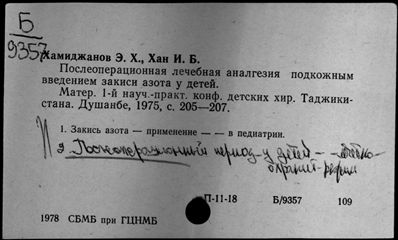 Б
9357
Хамиджанов Э. Х., Хан И. Б.
Послеоперационная лечебная аналгезия подкожным
введением закиси азота у детей.
Матер. 1-й науч.-практ. конф. детских хир. Таджики-
стана. Душанбе, 1975, с. 205—207.
1. Закись азота — применение — — в педиатрии.
2. Послеоперационный период — у детей —
П-11-18 Б/9357 109
1978 СБМБ при ГЦНМБ